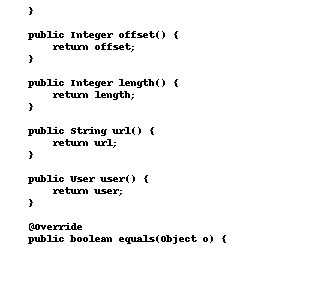 }
public Integer offset() {
return offset;
}
public Integer length() {
return length;
}
public String url() {
return url;
}
public User user() {
return user;
}
@Override
public boolean equals(Object o) {